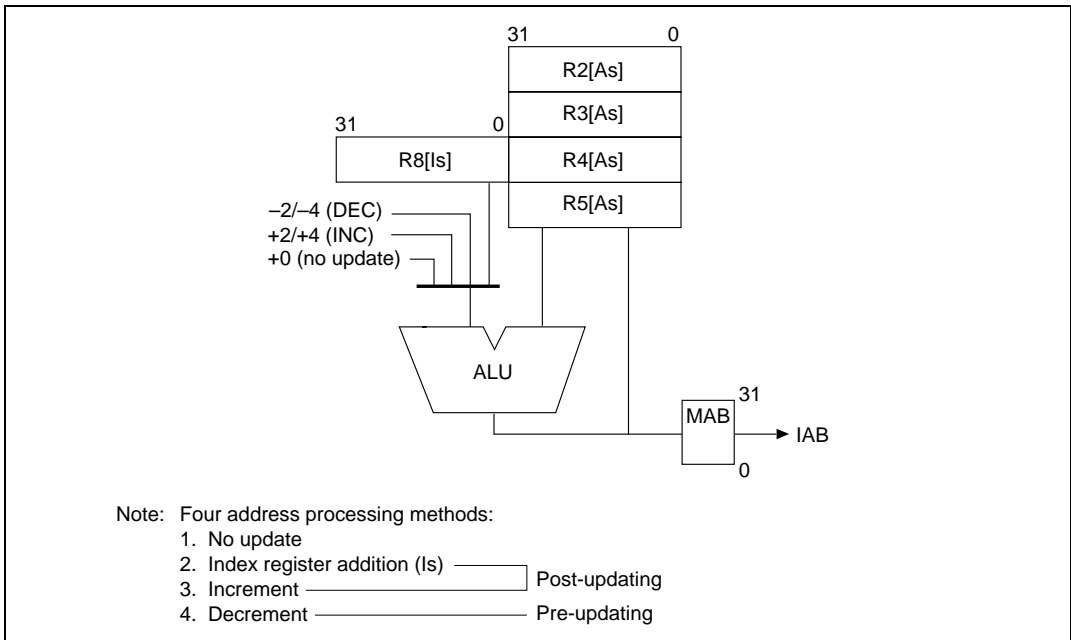 31 0
R2[As]
R3[As]
31 0
R8[Is] R4[As]
R5[As]
–2/–4 (DEC)
+2/+4 (INC)
+0 (no update)
ALU
31
MAB
IAB
0
Note: Four address processing methods:
1. No update
2. Index register addition (Is)
Post-updating
3. Increment
4. Decrement Pre-updating